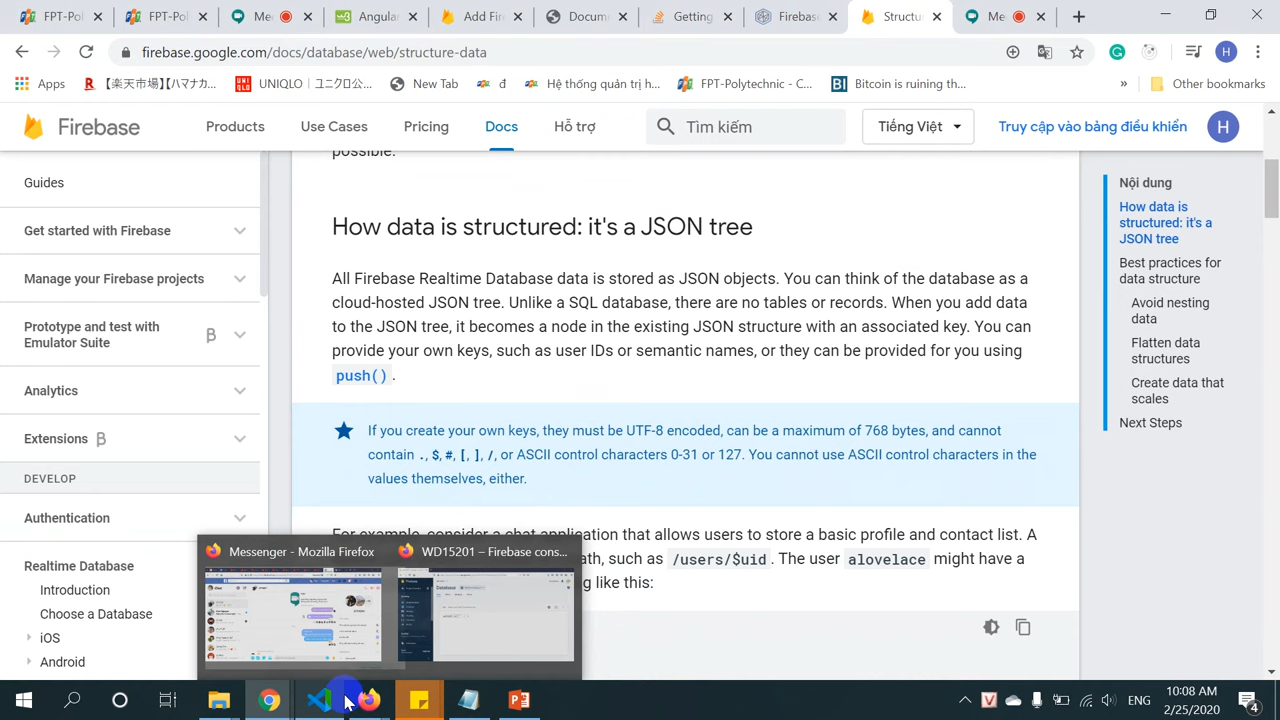 FPT-Pol
FPT-Pol
Mee
Angular
Add Fire
Docume
Getting
Firebase
Structu
Me
firebase.google.com/docs/database/web/structure-data
H
Apps
【楽天市場】【ハマナカ...
UNIQLO｜ユニクロ公...
New Tab
đ
Hệ thống quản trị h...
FPT-Polytechnic - C...
BI Bitcoin is ruining th...
»
Other bookmarks
Firebase
Products
Use Cases
Pricing
Docs
Hỗ trợ
Tìm kiếm
Tiếng Việt
Truy cập vào bảng điều khiển
H
Guides
Get started with Firebase
Manage your Firebase projects
Prototype and test with
Emulator Suite
Analytics
Extensions
DEVELOP
Authentication
Realtime Database
Introduction
Choose a Databa
iOS
possible.
How data is structured: it's a JSON tree
All Firebase Realtime Database data is stored as JSON objects. You can think of the database as a
cloud-hosted JSON tree. Unlike a SQL database, there are no tables or records. When you add data
to the JSON tree, it becomes a node in the existing JSON structure with an associated key. You can
provide your own keys, such as user IDs or semantic names, or they can be provided for you using
push() .
If you create your own keys, they must be UTF-8 encoded, can be a maximum of 768 bytes, and cannot
contain ., $, #, [, ], /, or ASCII control characters 0-31 or 127. You cannot use ASCII control characters in the
values themselves, either.
For example, consider a chat application that allows users to store a basic profile and contact list. A
ath, such as /users/$uid . The user alovelace might have a
ng like this:
Nội dung
How data is
structured: it's a
JSON tree
Best practices for
data structure
Avoid nesting
data
Flatten data
structures
Create data that
scales
Next Steps
Messenger - Mozilla Firefox
WD15201 – Firebase cons...
ENG
10:08 AM
2/25/2020
4